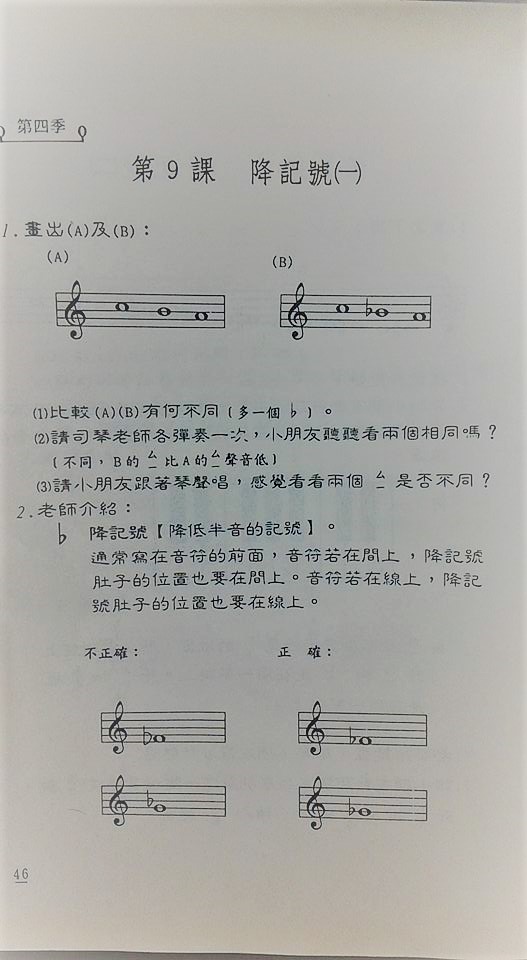 第四季
第 9 課 降記號(一)
1.畫出(A)及(B)：
(A)
(B)
(1)比較(A)(B)有何不同(多一個♭)。
(2)請司琴老師各彈奏一次，小朋友聽聽看兩個相同嗎？
(不同，B的ㄙ比A的ㄙ聲音低)
(3)請小朋友跟著琴聲唱，感覺看看兩個ㄙ是否不同？
2.老師介紹：
♭ 降記號【降低半音的記號】。
通常寫在音符的前面，音符若在間上，降記號
肚子的位置也要在間上。音符若在線上，降記
號肚子的位置也要在線上。
不正確：
正 確：
46